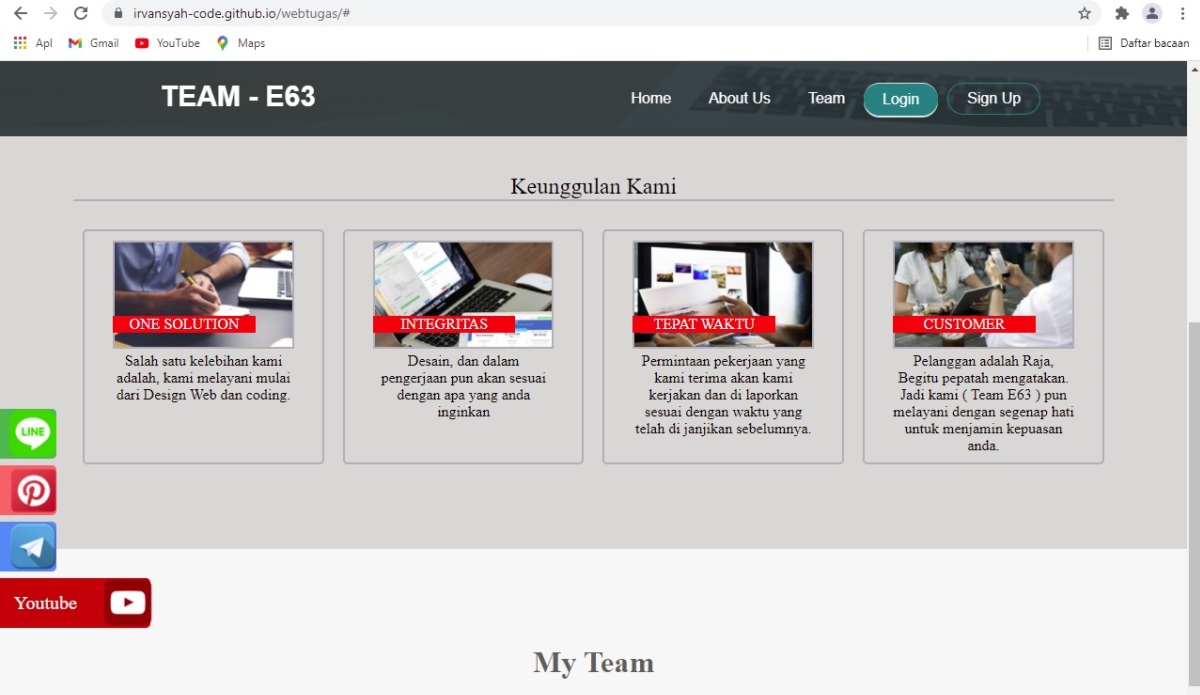 irvansyah-code.github.io/webtugas/#
Apl Gmail YouTube Maps Daftar bacaan
TEAM - E63 Home About Us Team Login Sign Up
Keunggulan Kami
ONE SOLUTION
Salah satu kelebihan kami
adalah, kami melayani mulai
dari Design Web dan coding.
INTEGRITAS
Desain, dan dalam
pengerjaan pun akan sesuai
dengan apa yang anda
inginkan
TEPAT WAKTU
Permintaan pekerjaan yang
kami terima akan kami
kerjakan dan di laporkan
sesuai dengan waktu yang
telah di janjikan sebelumnya.
CUSTOMER
Pelanggan adalah Raja,
Begitu pepatah mengatakan.
Jadi kami ( Team E63 ) pun
melayani dengan segenap hati
untuk menjamin kepuasan
anda.
LINE
Youtube
My Team